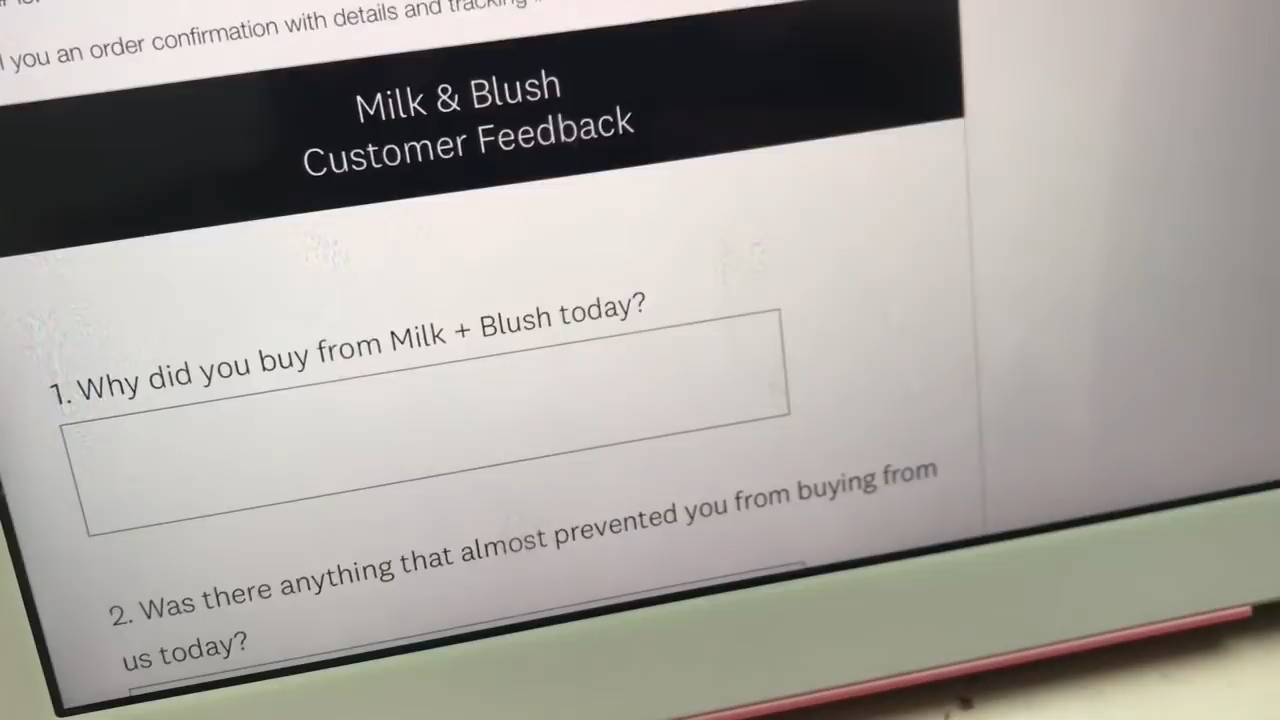 you an order confirmation with details and tracking
Milk & Blush
Customer Feedback
1. Why did you buy from Milk + Blush today?
2. Was there anything that almost prevented you from buying from
us today?